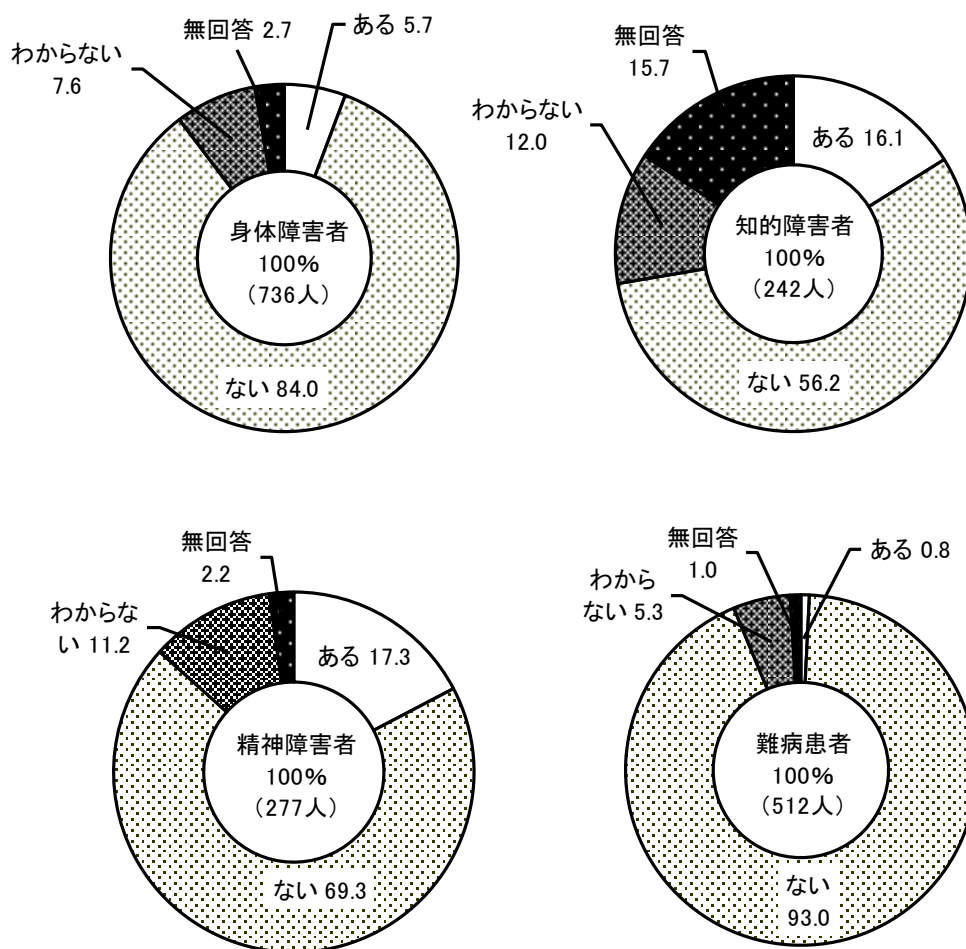 無回答 2.7
ある 5.7
わからない
7.6
身体障害者
100%
(736人)
ない 84.0
無回答
15.7
わからない
12.0
ある 16.1
知的障害者
100%
(242人)
ない 56.2
無回答
2.2
わからな
い 11.2
ある 17.3
精神障害者
100%
(277人)
ない 69.3
無回答
1.0
ある 0.8
わから
ない 5.3
難病患者
100%
(512人)
ない
93.0